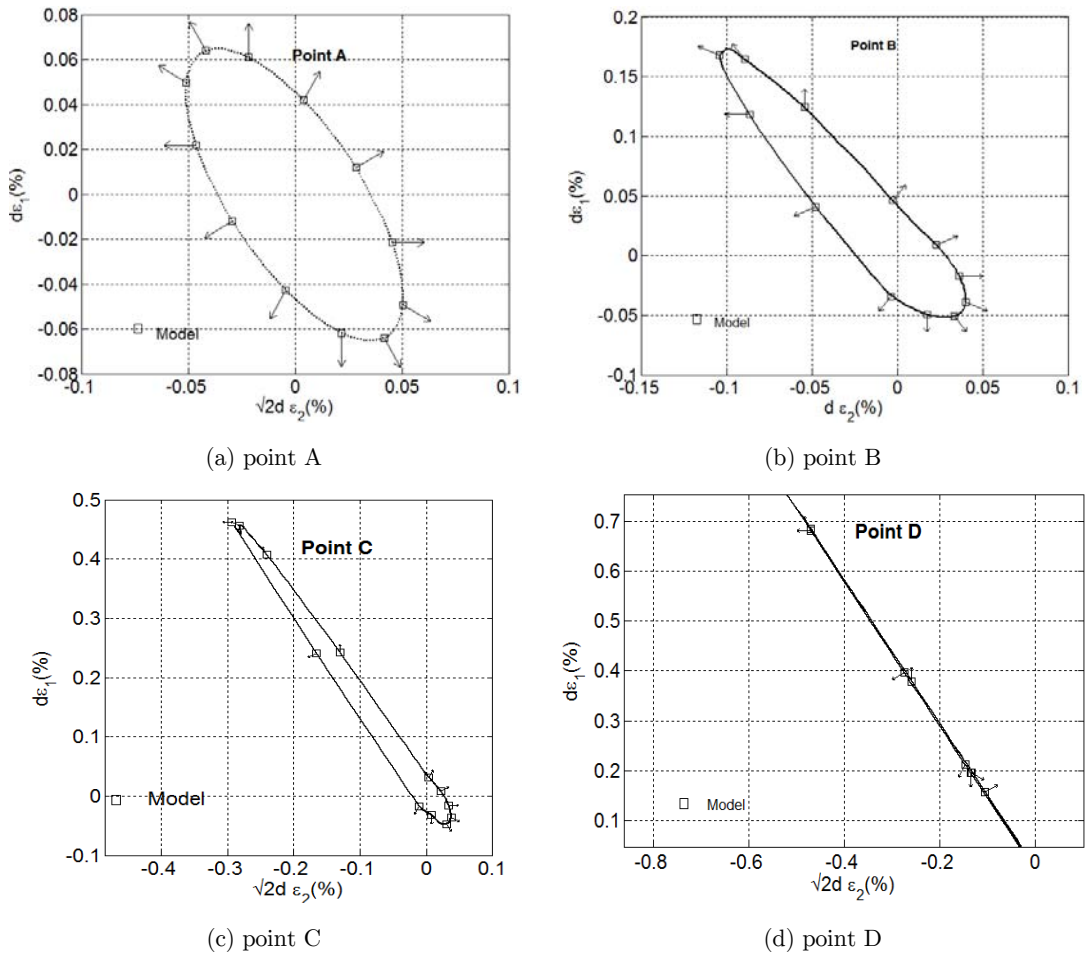 0.08
0.06
0.04
0.02
0
-0.02
-0.04
-0.06
-0.08
dε₁(%)
Point A
Model
-0.1
-0.05
0
0.05
0.1
√2d ε₂(%)
(a) point A
0.2
0.15
0.1
0.05
0
-0.05
-0.1
dε₁(%)
Point B
Model
-0.15
-0.1
-0.05
0
0.05
0.1
d ε₂(%)
(b) point B
0.5
0.4
0.3
0.2
0.1
0
-0.1
dε₁(%)
Point C
Model
-0.4
-0.3
-0.2
-0.1
0
0.1
√2d ε₂(%)
(c) point C
0.7
0.6
0.5
0.4
0.3
0.2
0.1
dε₁(%)
Point D
Model
-0.8
-0.6
-0.4
-0.2
0
√2d ε₂(%)
(d) point D